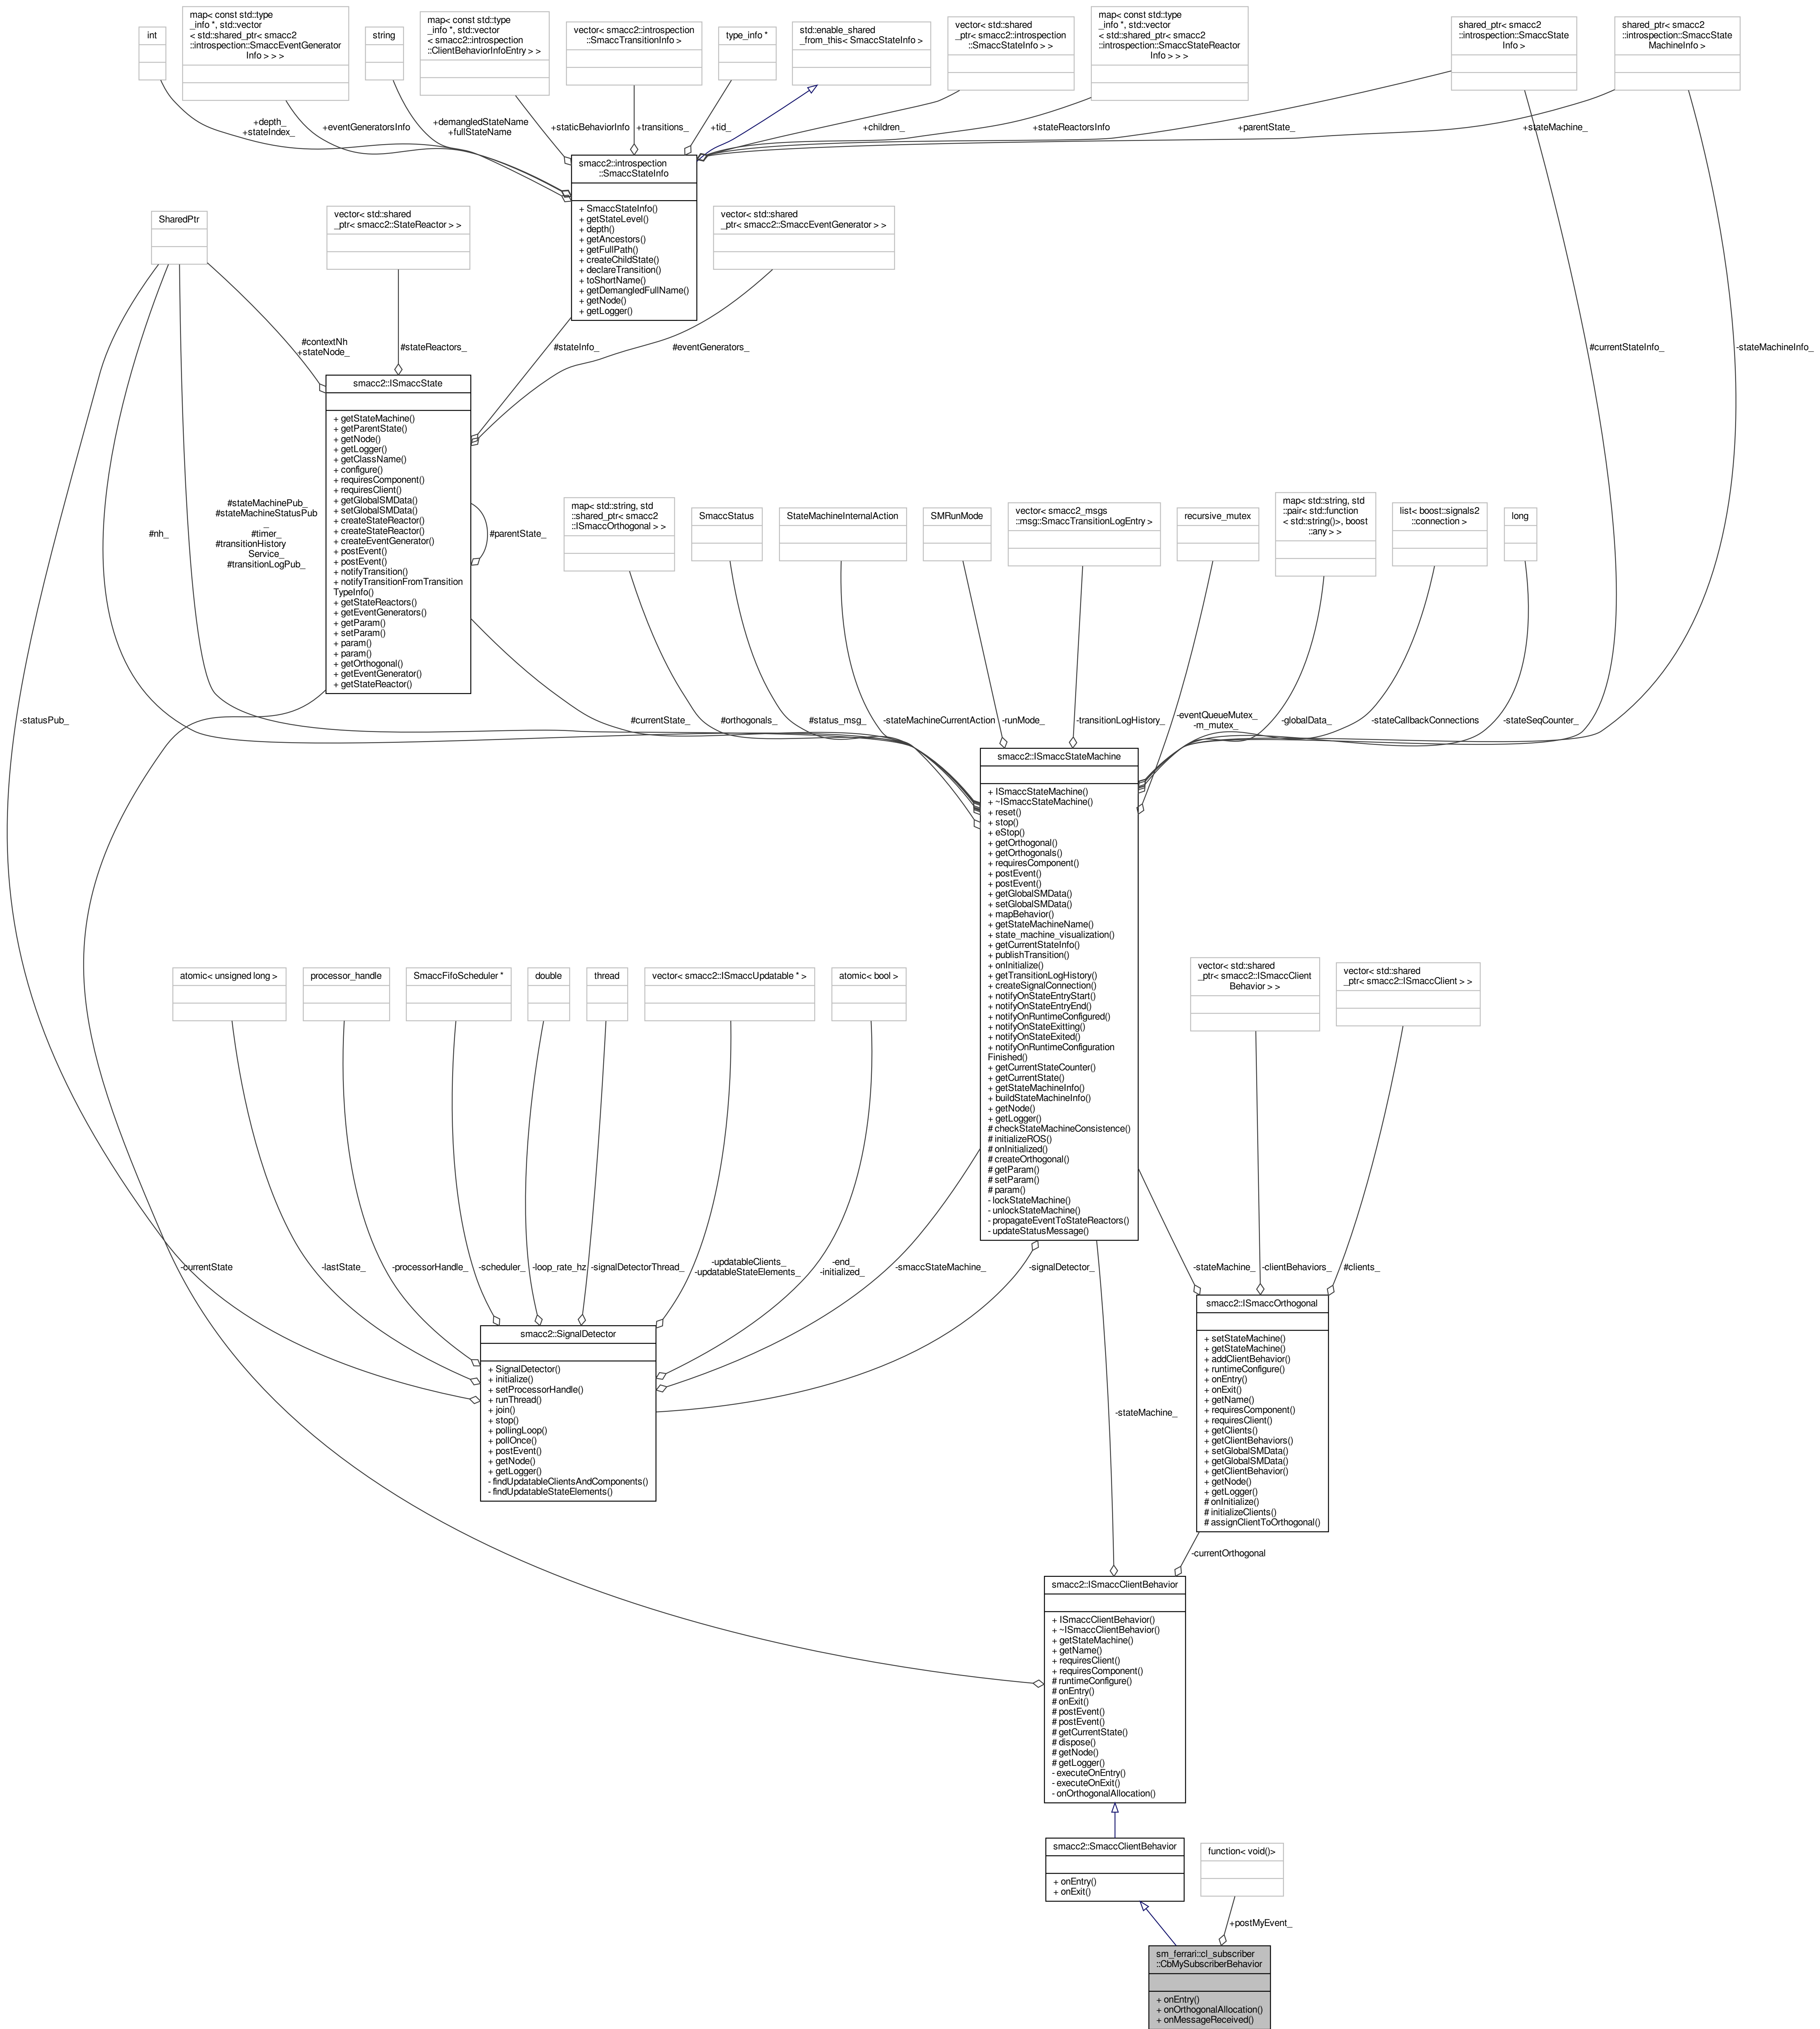 int
map< const std::type
_info *, std::vector
< std::shared_ptr< smacc2
::introspection::SmaccEventGenerator
Info > > >
string
map< const std::type
_info *, std::vector
< smacc2::introspection
::ClientBehaviorInfoEntry > >
vector< smacc2::introspection
::SmaccTransitionInfo >
type_info *
std::enable_shared
_from_this< SmaccStateInfo >
vector< std::shared
_ptr< smacc2::introspection
::SmaccStateInfo > >
map< const std::type
_info *, std::vector
< std::shared_ptr< smacc2
::introspection::SmaccStateReactor
Info > > >
shared_ptr< smacc2
::introspection::SmaccState
Info >
shared_ptr< smacc2
::introspection::SmaccState
MachineInfo >
+depth_
+stateIndex_
+eventGeneratorsInfo
+demangledStateName
+fullStateName
+staticBehaviorInfo
+transitions_
+tid_
+children_
+stateReactorsInfo
+parentState_
+stateMachine_
smacc2::introspection
::SmaccStateInfo
+ SmaccStateInfo()
+ getStateLevel()
+ depth()
+ getAncestors()
+ getFullPath()
+ createChildState()
+ declareTransition()
+ toShortName()
+ getDemangledFullName()
+ getNode()
+ getLogger()
SharedPtr
vector< std::shared
_ptr< smacc2::StateReactor > >
vector< std::shared
_ptr< smacc2::SmaccEventGenerator > >
#contextNh
+stateNode_
#stateReactors_
#stateInfo_
#eventGenerators_
#currentStateInfo_
-stateMachineInfo_
smacc2::ISmaccState
+ getStateMachine()
+ getParentState()
+ getNode()
+ getLogger()
+ getClassName()
+ configure()
+ requiresComponent()
+ requiresClient()
+ getGlobalSMData()
+ setGlobalSMData()
+ createStateReactor()
+ createStateReactor()
+ createEventGenerator()
+ postEvent()
+ postEvent()
+ notifyTransition()
+ notifyTransitionFromTransition
TypeInfo()
+ getStateReactors()
+ getEventGenerators()
+ getParam()
+ setParam()
+ param()
+ param()
+ getOrthogonal()
+ getEventGenerator()
+ getStateReactor()
#parentState_
#nh_
#stateMachinePub_
#stateMachineStatusPub
_
#timer_
#transitionHistory
Service_
#transitionLogPub_
map< std::string, std
::shared_ptr< smacc2
::ISmaccOrthogonal > >
SmaccStatus
StateMachineInternalAction
SMRunMode
vector< smacc2_msgs
::msg::SmaccTransitionLogEntry >
recursive_mutex
map< std::string, std
::pair< std::function
< std::string()>, boost
::any > >
list< boost::signals2
::connection >
long
-statusPub_
#currentState_
#orthogonals_
#status_msg_
-stateMachineCurrentAction
-runMode_
-transitionLogHistory_
-eventQueueMutex_
-m_mutex_
-globalData_
-stateCallbackConnections
-stateSeqCounter_
smacc2::ISmaccStateMachine
+ ISmaccStateMachine()
+ ~ISmaccStateMachine()
+ reset()
+ stop()
+ eStop()
+ getOrthogonal()
+ getOrthogonals()
+ requiresComponent()
+ postEvent()
+ postEvent()
+ getGlobalSMData()
+ setGlobalSMData()
+ mapBehavior()
+ getStateMachineName()
+ state_machine_visualization()
+ getCurrentStateInfo()
+ publishTransition()
+ onInitialize()
+ getTransitionLogHistory()
+ createSignalConnection()
+ notifyOnStateEntryStart()
+ notifyOnStateEntryEnd()
+ notifyOnRuntimeConfigured()
+ notifyOnStateExitting()
+ notifyOnStateExited()
+ notifyOnRuntimeConfiguration
Finished()
+ getCurrentStateCounter()
+ getCurrentState()
+ getStateMachineInfo()
+ buildStateMachineInfo()
+ getNode()
+ getLogger()
# checkStateMachineConsistence()
# initializeROS()
# onInitialized()
# createOrthogonal()
# getParam()
# setParam()
# param()
- lockStateMachine()
- unlockStateMachine()
- propagateEventToStateReactors()
- updateStatusMessage()
atomic< unsigned long >
processor_handle
SmaccFifoScheduler *
double
thread
vector< smacc2::ISmaccUpdatable * >
atomic< bool >
vector< std::shared
_ptr< smacc2::ISmaccClient
Behavior > >
vector< std::shared
_ptr< smacc2::ISmaccClient > >
-currentState
-lastState_
-processorHandle_
-scheduler_
-loop_rate_hz
-signalDetectorThread_
-updatableClients_
-updatableStateElements_
-end_
-initialized_
-smaccStateMachine_
-signalDetector_
-stateMachine_
-clientBehaviors_
#clients_
smacc2::SignalDetector
+ SignalDetector()
+ initialize()
+ setProcessorHandle()
+ runThread()
+ join()
+ stop()
+ pollingLoop()
+ pollOnce()
+ postEvent()
+ getNode()
+ getLogger()
- findUpdatableClientsAndComponents()
- findUpdatableStateElements()
smacc2::ISmaccOrthogonal
+ setStateMachine()
+ getStateMachine()
+ addClientBehavior()
+ runtimeConfigure()
+ onEntry()
+ onExit()
+ getName()
+ requiresComponent()
+ requiresClient()
+ getClients()
+ getClientBehaviors()
+ setGlobalSMData()
+ getGlobalSMData()
+ getClientBehavior()
+ getNode()
+ getLogger()
# onInitialize()
# initializeClients()
# assignClientToOrthogonal()
-stateMachine_
-currentOrthogonal
smacc2::ISmaccClientBehavior
+ ISmaccClientBehavior()
+ ~ISmaccClientBehavior()
+ getStateMachine()
+ getName()
+ requiresClient()
+ requiresComponent()
# runtimeConfigure()
# onEntry()
# onExit()
# postEvent()
# postEvent()
# getCurrentState()
# dispose()
# getNode()
# getLogger()
- executeOnEntry()
- executeOnExit()
- onOrthogonalAllocation()
smacc2::SmaccClientBehavior
+ onEntry()
+ onExit()
function< void()>
+postMyEvent_
sm_ferrari::cl_subscriber
::CbMySubscriberBehavior
+ onEntry()
+ onOrthogonalAllocation()
+ onMessageReceived()